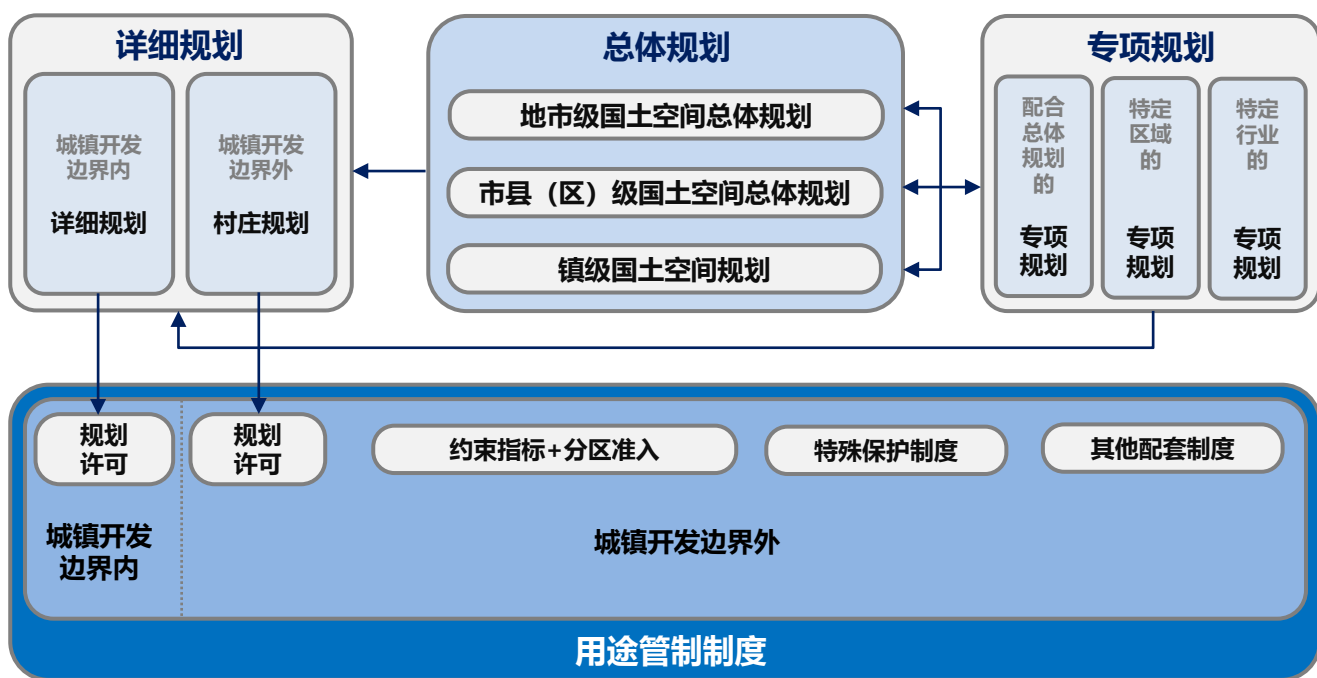 详细规划
城镇开发
边界内
详细规划
城镇开发
边界外
村庄规划
总体规划
地市级国土空间总体规划
市县（区）级国土空间总体规划
镇级国土空间规划
专项规划
配合
总体
规划
的
专项
规划
特定
区域
的
专项
规划
特定
行业
的
专项
规划
规划
许可
规划
许可
约束指标+分区准入
特殊保护制度
其他配套制度
城镇开发
边界内
城镇开发边界外
用途管制制度